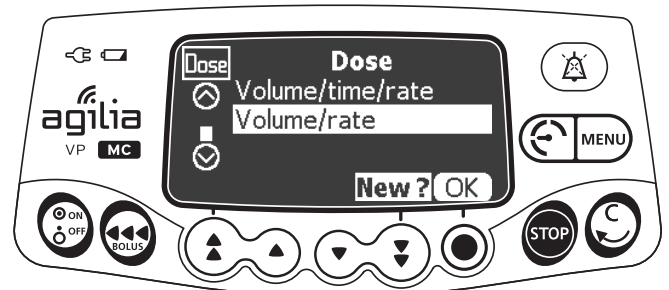 Dose
Dose
Volume/time/rate
Volume/rate
New ? OK
agilia
VP MC
MENU
ON
OFF
BOLUS
STOP
C